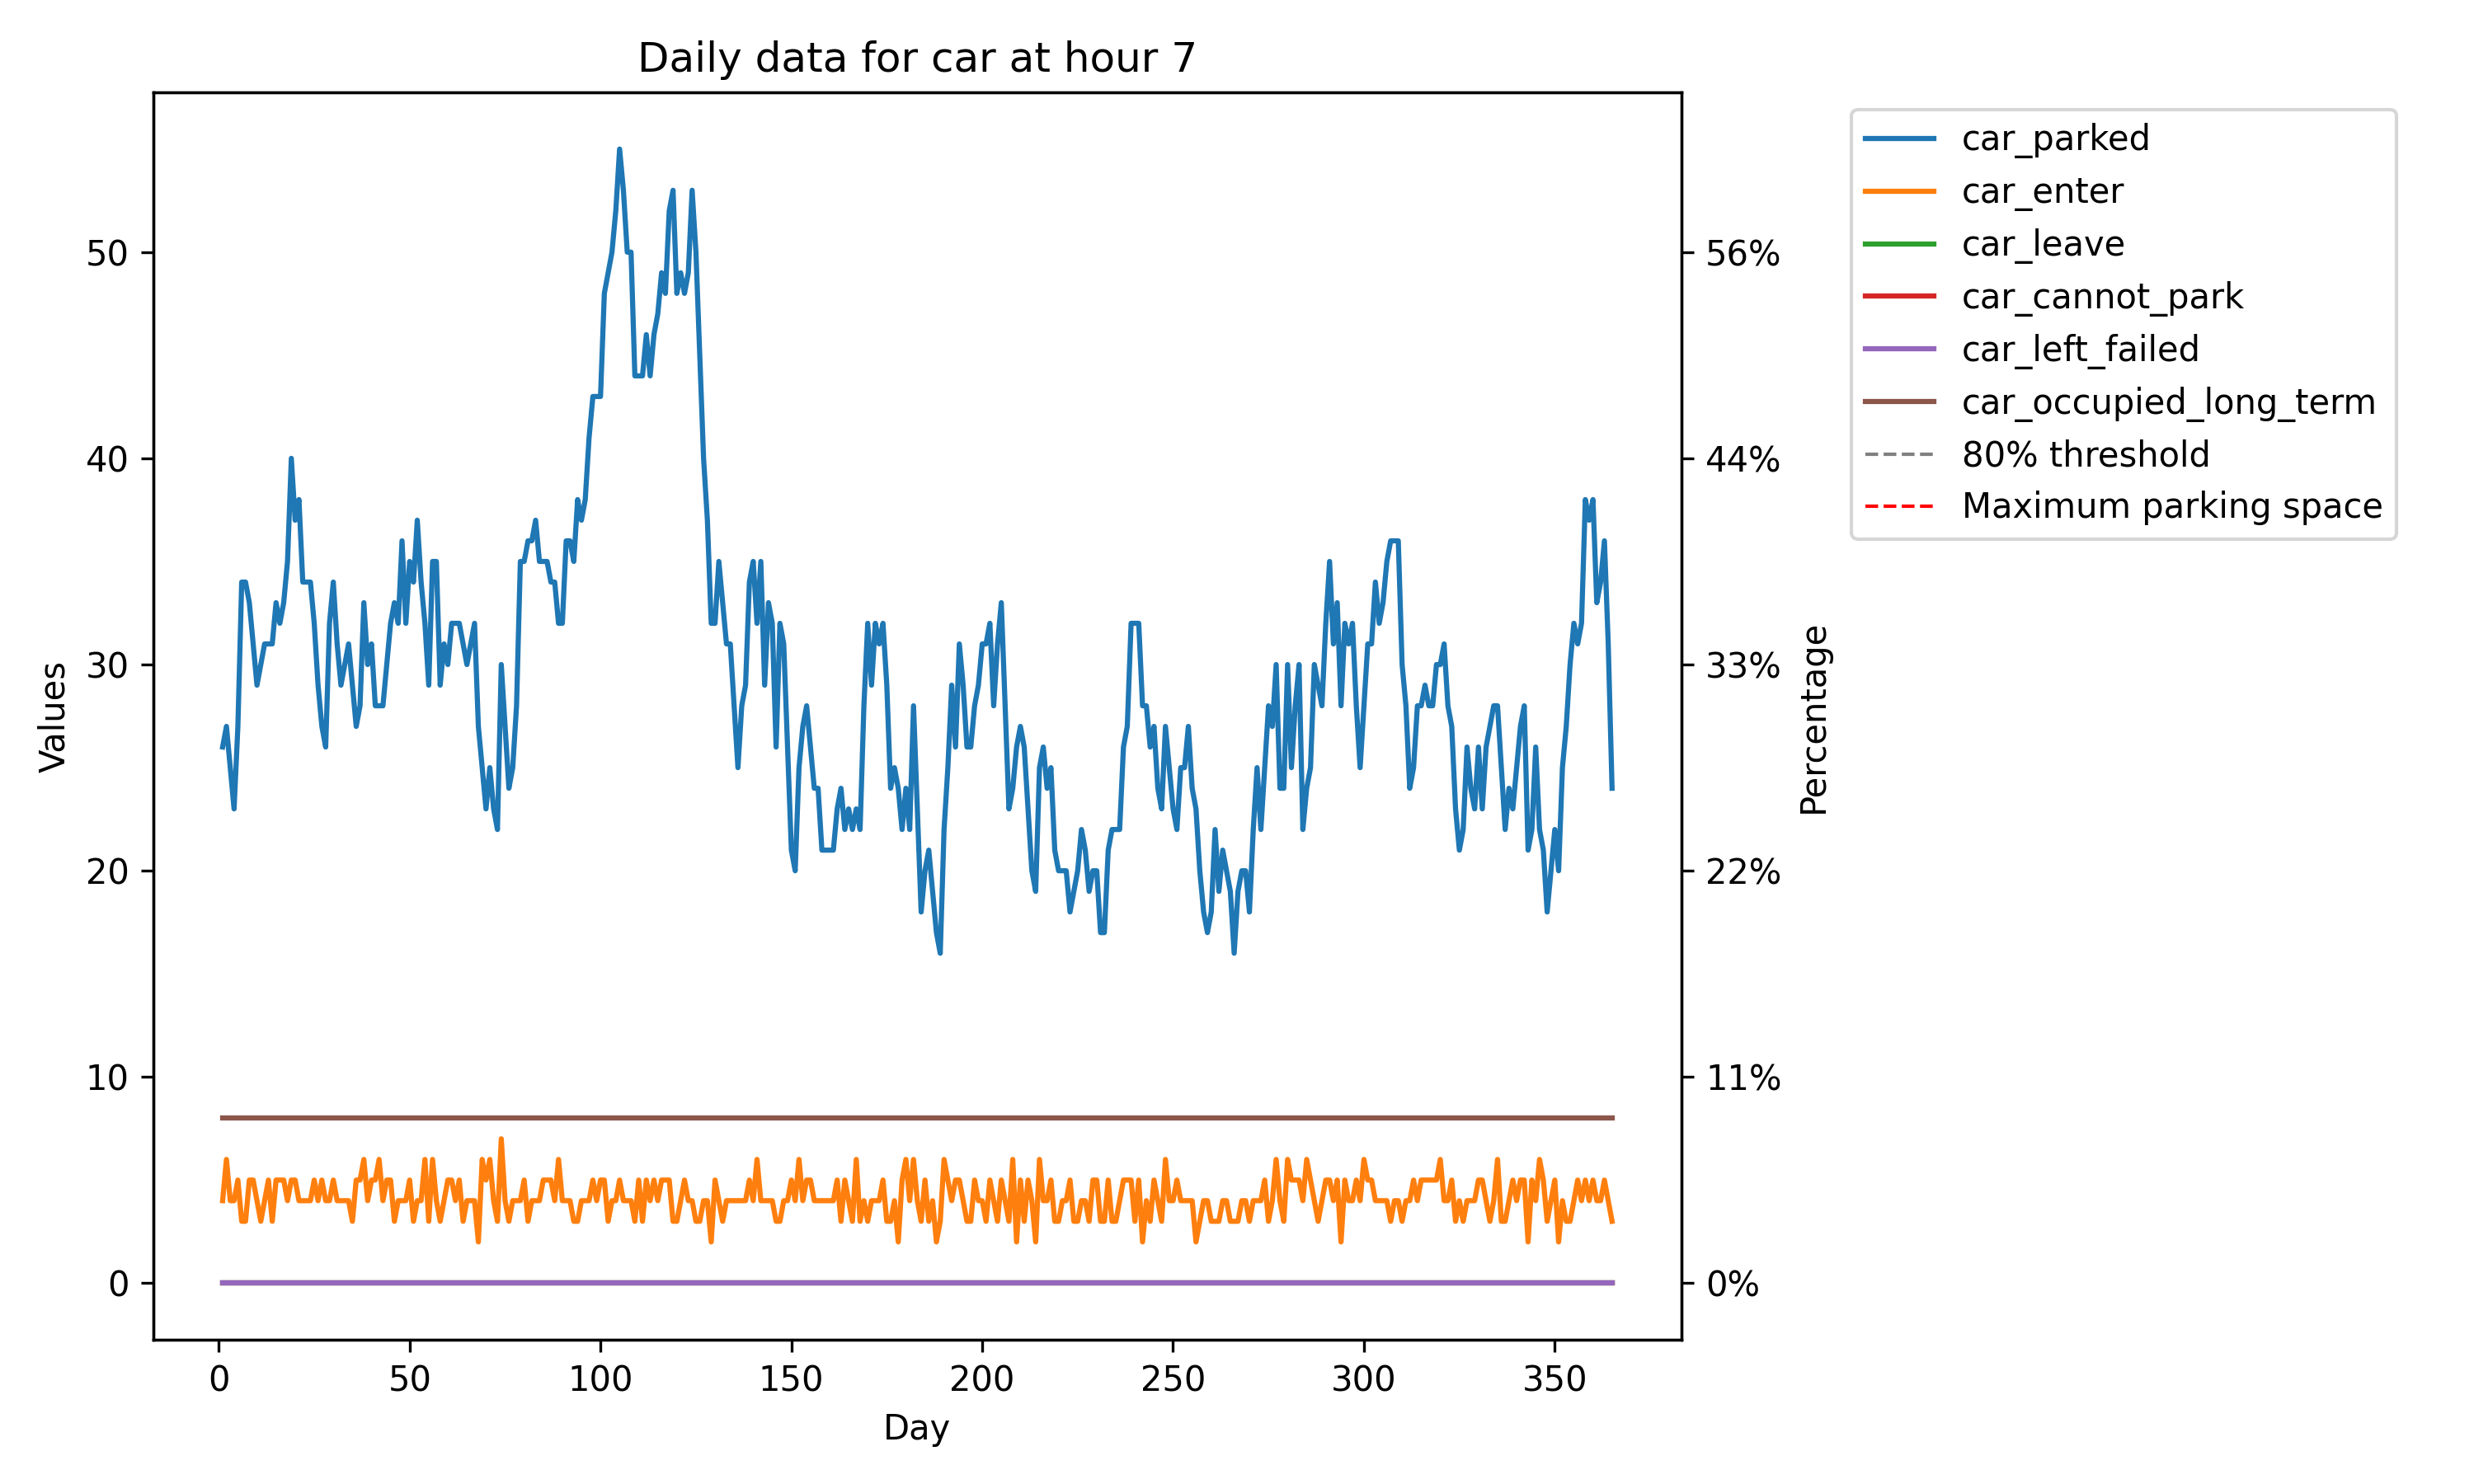 Daily data for car at hour 7
Values
50
40
30
20
10
0
0
50
100
150
200
250
300
350
Day
56%
44%
33%
22%
11%
0%
Percentage
car_parked
car_enter
car_leave
car_cannot_park
car_left_failed
car_occupied_long_term
80% threshold
Maximum parking space